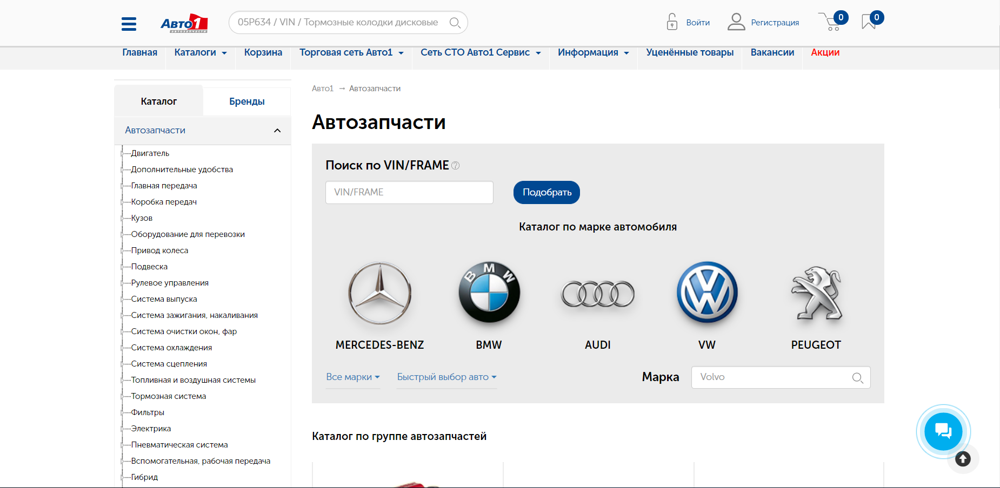 Авто1
автозапчасти
05P634 / VIN / Тормозные колодки дисковые
Войти
Регистрация
0
0
Главная
Каталоги
Корзина
Торговая сеть Авто1
Сеть СТО Авто1 Сервис
Информация
Уценённые товары
Вакансии
Акции
Каталог
Бренды
Автозапчасти
Двигатель
Дополнительные удобства
Главная передача
Коробка передач
Кузов
Оборудование для перевозки
Привод колеса
Подвеска
Рулевое управления
Система выпуска
Система зажигания, накаливания
Система очистки окон, фар
Система охлаждения
Система сцепления
Топливная и воздушная системы
Тормозная система
Фильтры
Электрика
Пневматическая система
Вспомогательная, рабочая передача
Гибрид
Авто1 → Автозапчасти
Автозапчасти
Поиск по VIN/FRAME ?
VIN/FRAME
Подобрать
Каталог по марке автомобиля
BMW
MERCEDES-BENZ
BMW
AUDI
VW
PEUGEOT
Все марки
Быстрый выбор авто
Марка
Volvo
Каталог по группе автозапчастей